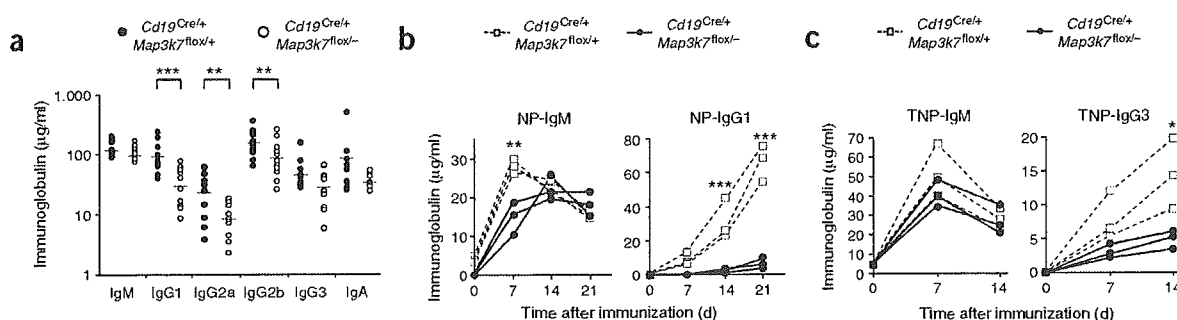 a
Cd19Cre/+ Map3k7flox/+
Cd19Cre/+ Map3k7flox/–
*** ** **
Immunoglobulin (µg/ml)
1.000
100
10
1
IgM IgG1 IgG2a IgG2b IgG3 IgA
b
Cd19Cre/+ Map3k7flox/+
Cd19Cre/+ Map3k7flox/–
NP-IgM
Immunoglobulin (µg/ml)
30
20
10
0
**
0 7 14 21
NP-IgG1
80
60
40
20
0
***
***
0 7 14 21
Time after immunization (d)
c
Cd19Cre/+ Map3k7flox/+
Cd19Cre/+ Map3k7flox/–
TNP-IgM
Immunoglobulin (µg/ml)
70
60
50
40
30
20
10
0
0 7 14
TNP-IgG3
20
15
10
5
0
*
0 7 14
Time after immunization (d)